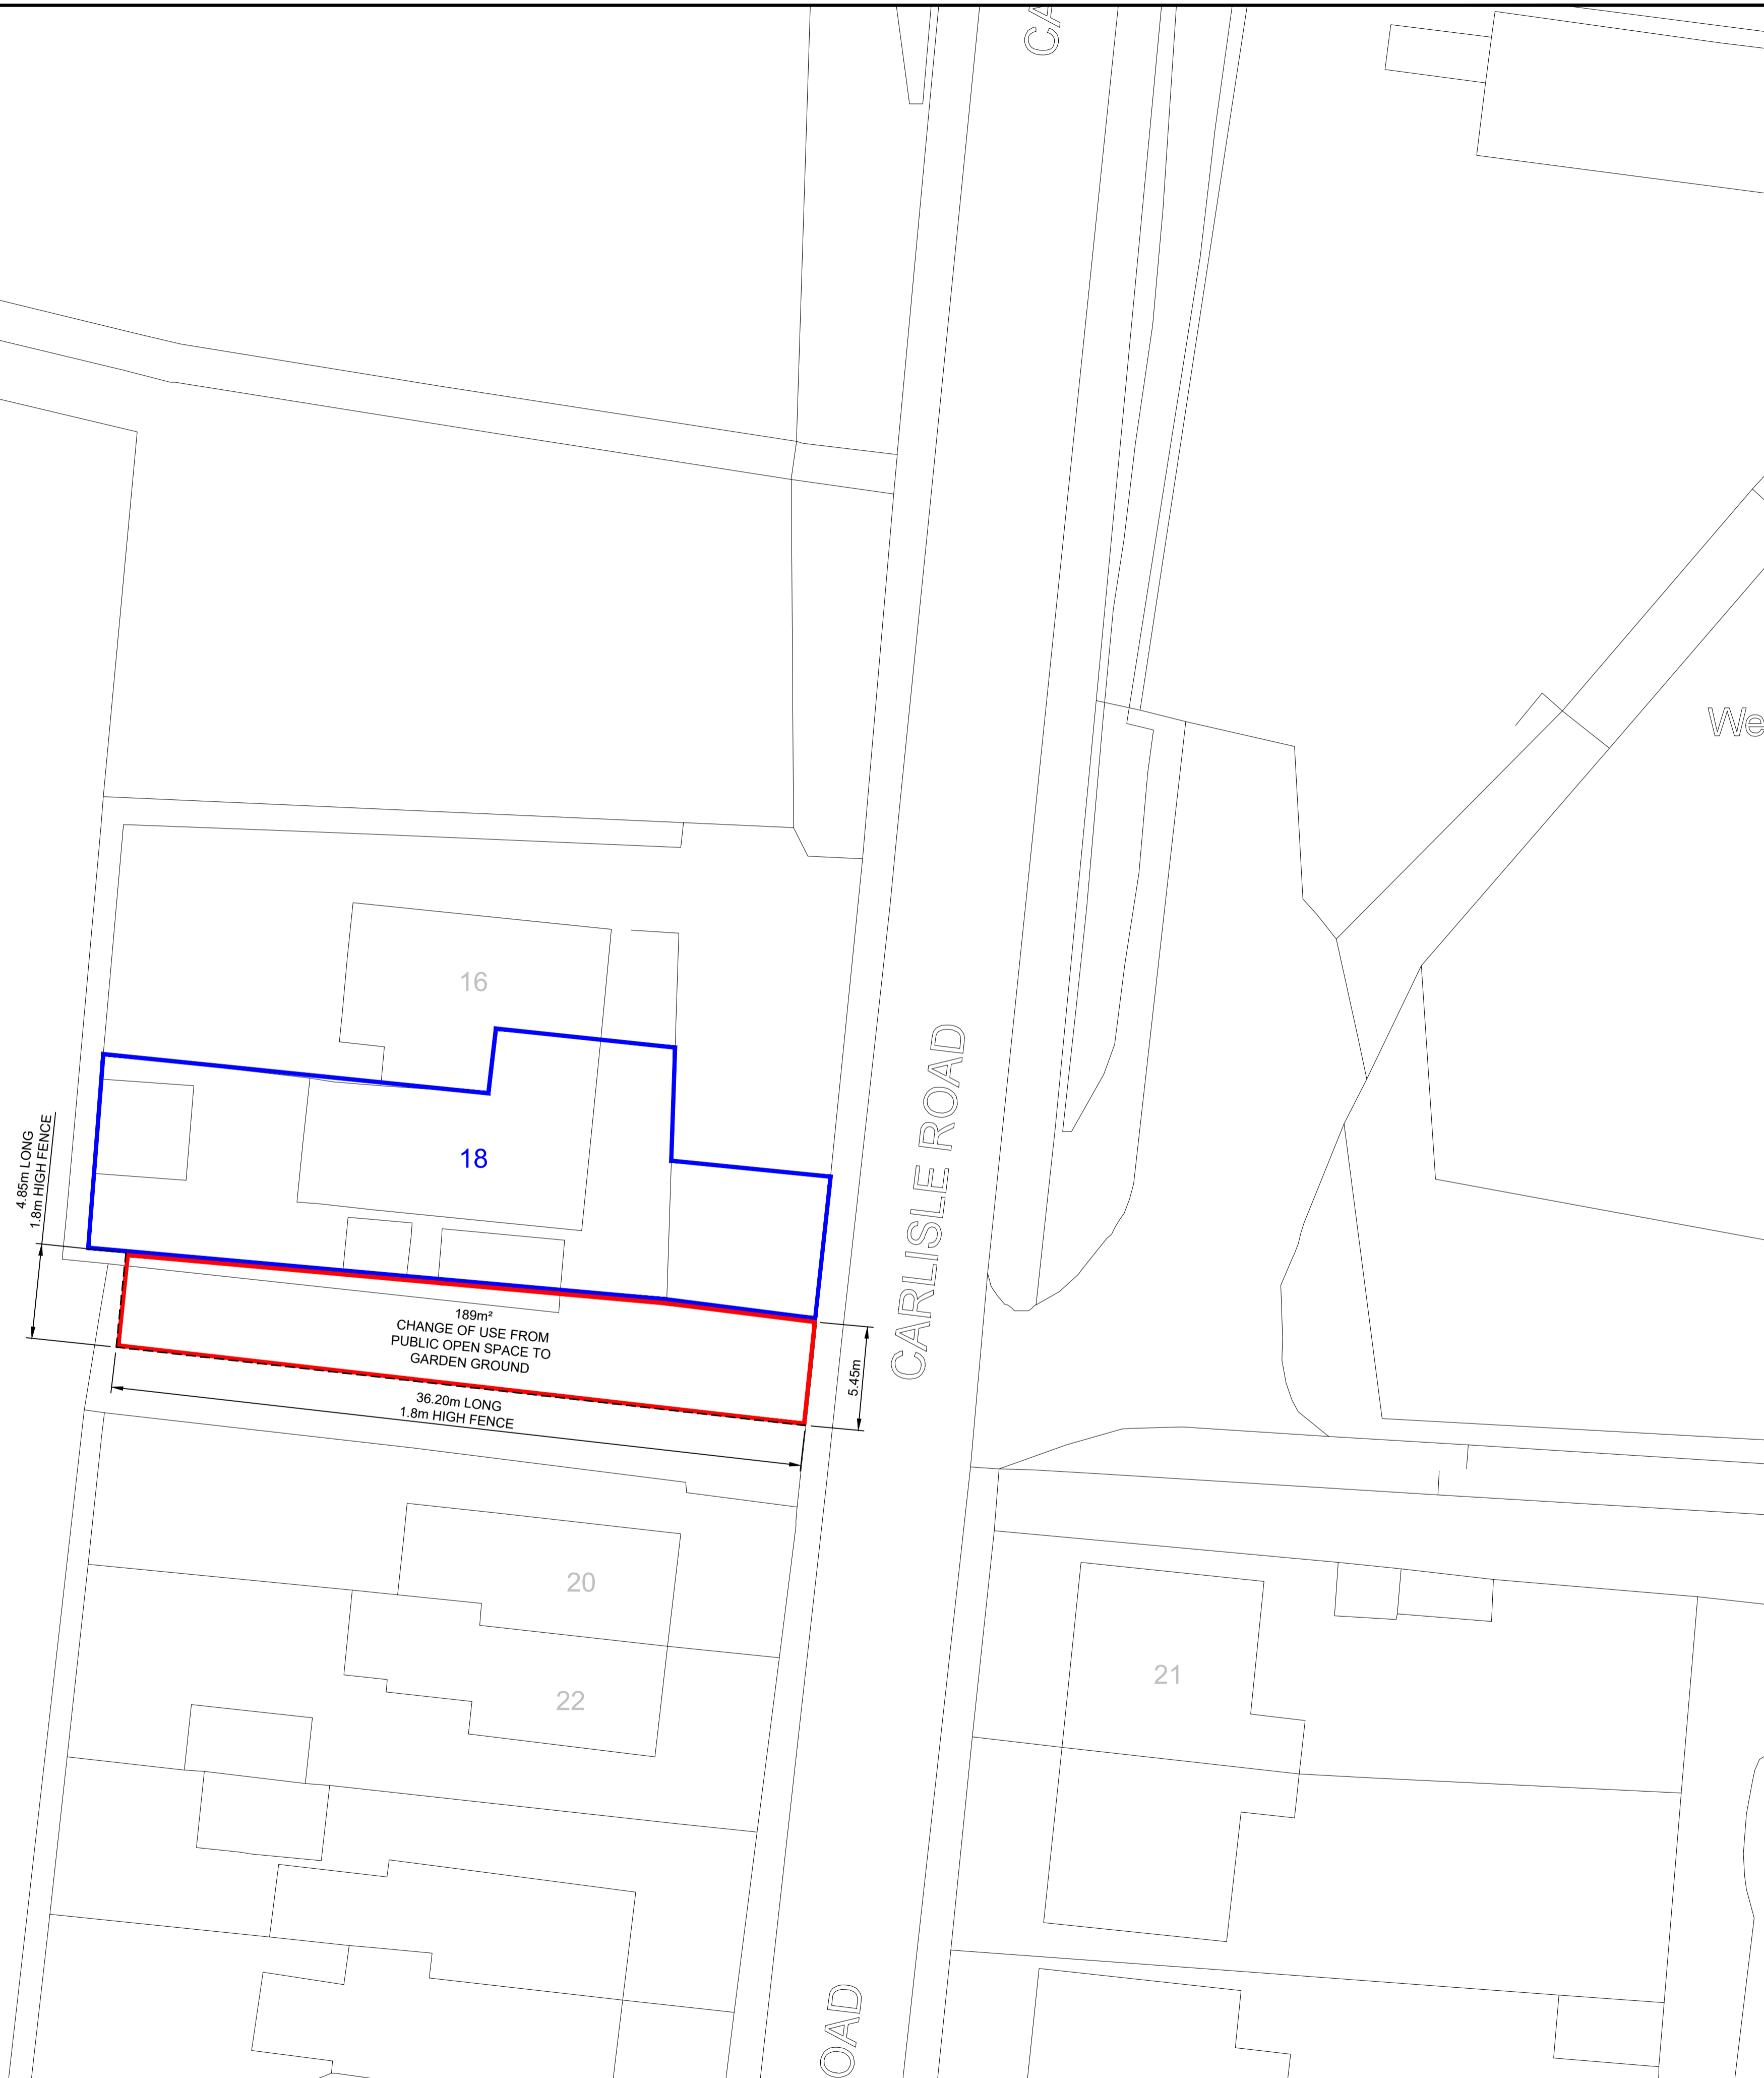 CA
We
16
18
CARLISLE ROAD
4.85m LONG
1.8m HIGH FENCE
189m²
CHANGE OF USE FROM
PUBLIC OPEN SPACE TO
GARDEN GROUND
5.45m
36.20m LONG
1.8m HIGH FENCE
20
21
22
OAD